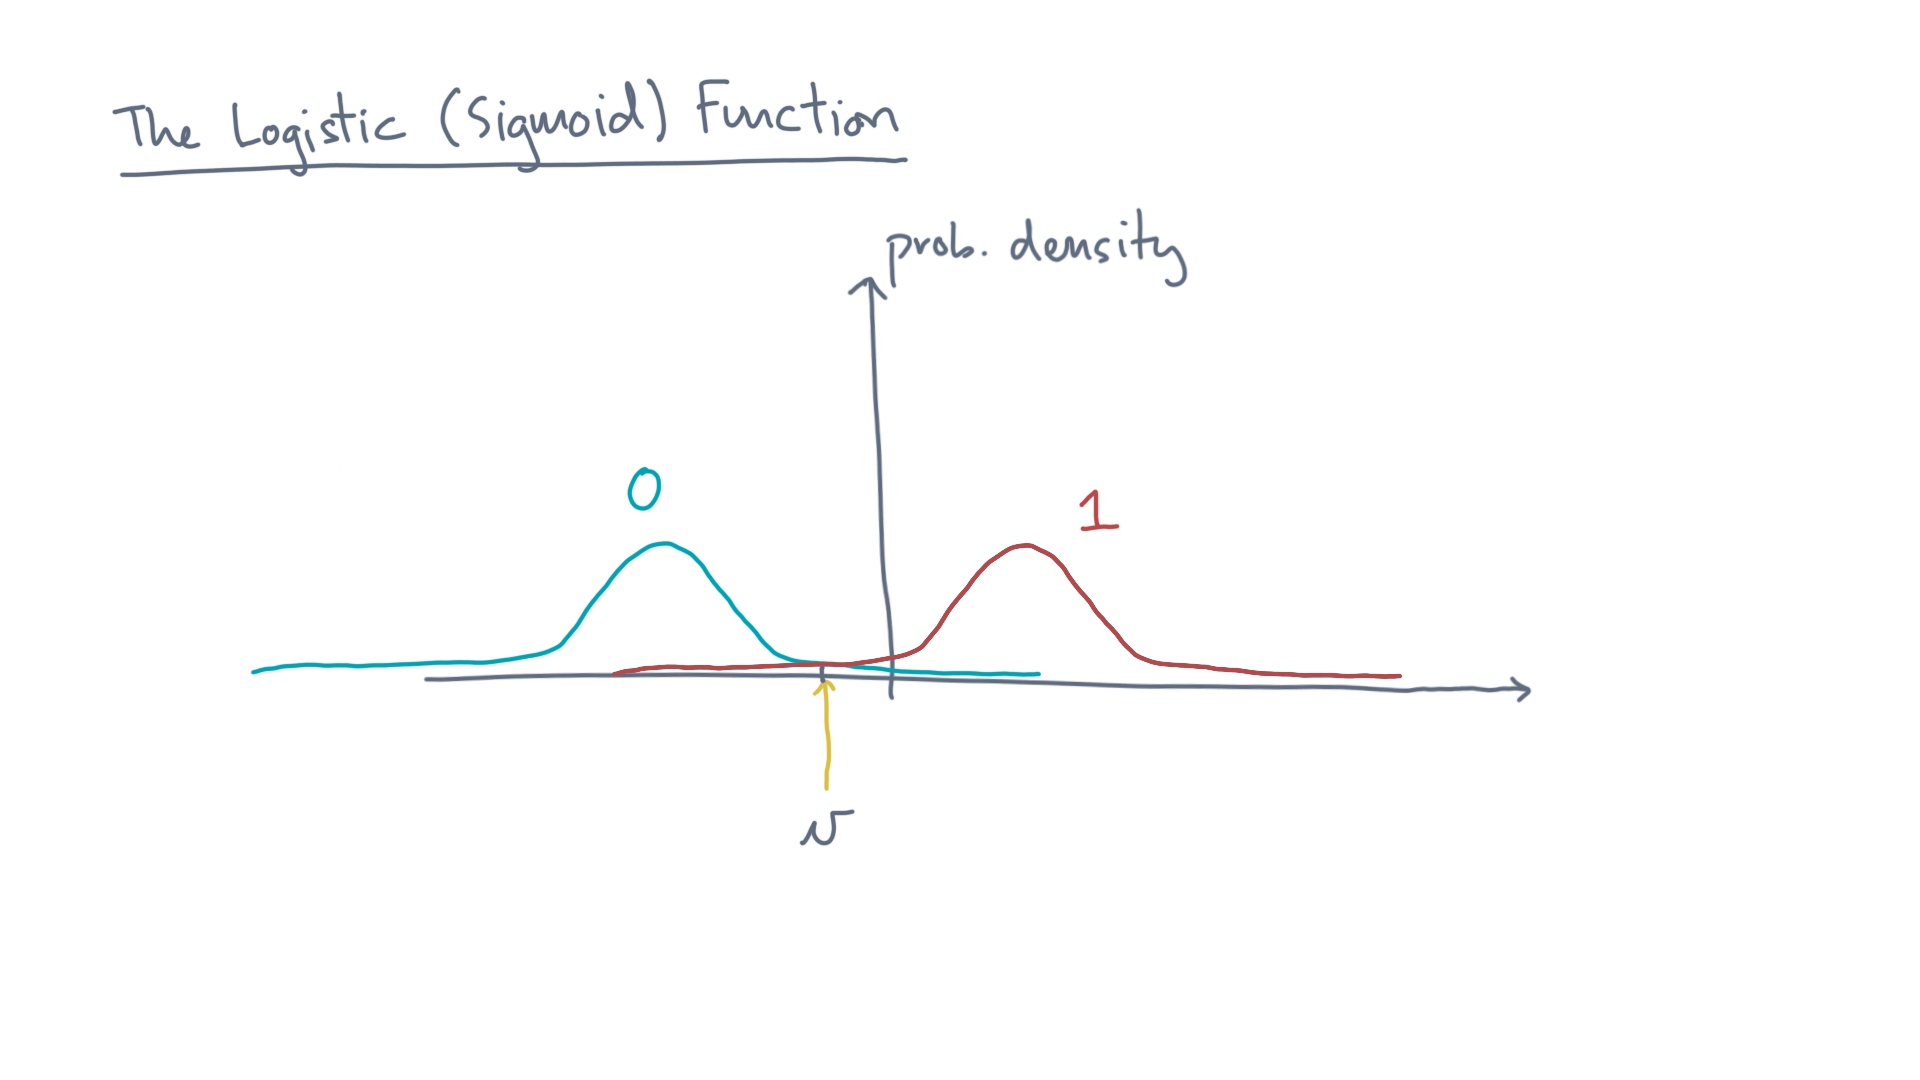 The Logistic (Sigmoid) Function
prob. density
0
1
v